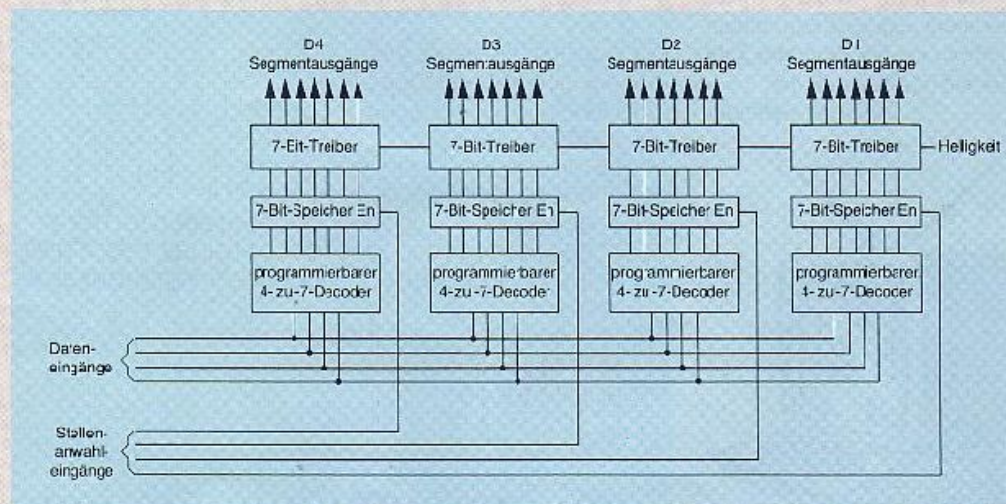 D4
Segmentausgänge
D3
Segmentausgänge
D2
Segmentausgänge
D1
Segmentausgänge
7-Bit-Treiber
7-Bit-Treiber
7-Bit-Treiber
7-Bit-Treiber
Helligkeit
7-Bit-Speicher En
7-Bit-Speicher En
7-Bit-Speicher En
7-Bit-Speicher En
programmierbarer
4-zu-7-Decoder
programmierbarer
4-zu-7-Decoder
programmierbarer
4-zu-7-Decoder
programmierbarer
4-zu-7-Decoder
Daten-
eingänge
Stellen-
anwahl-
eingänge